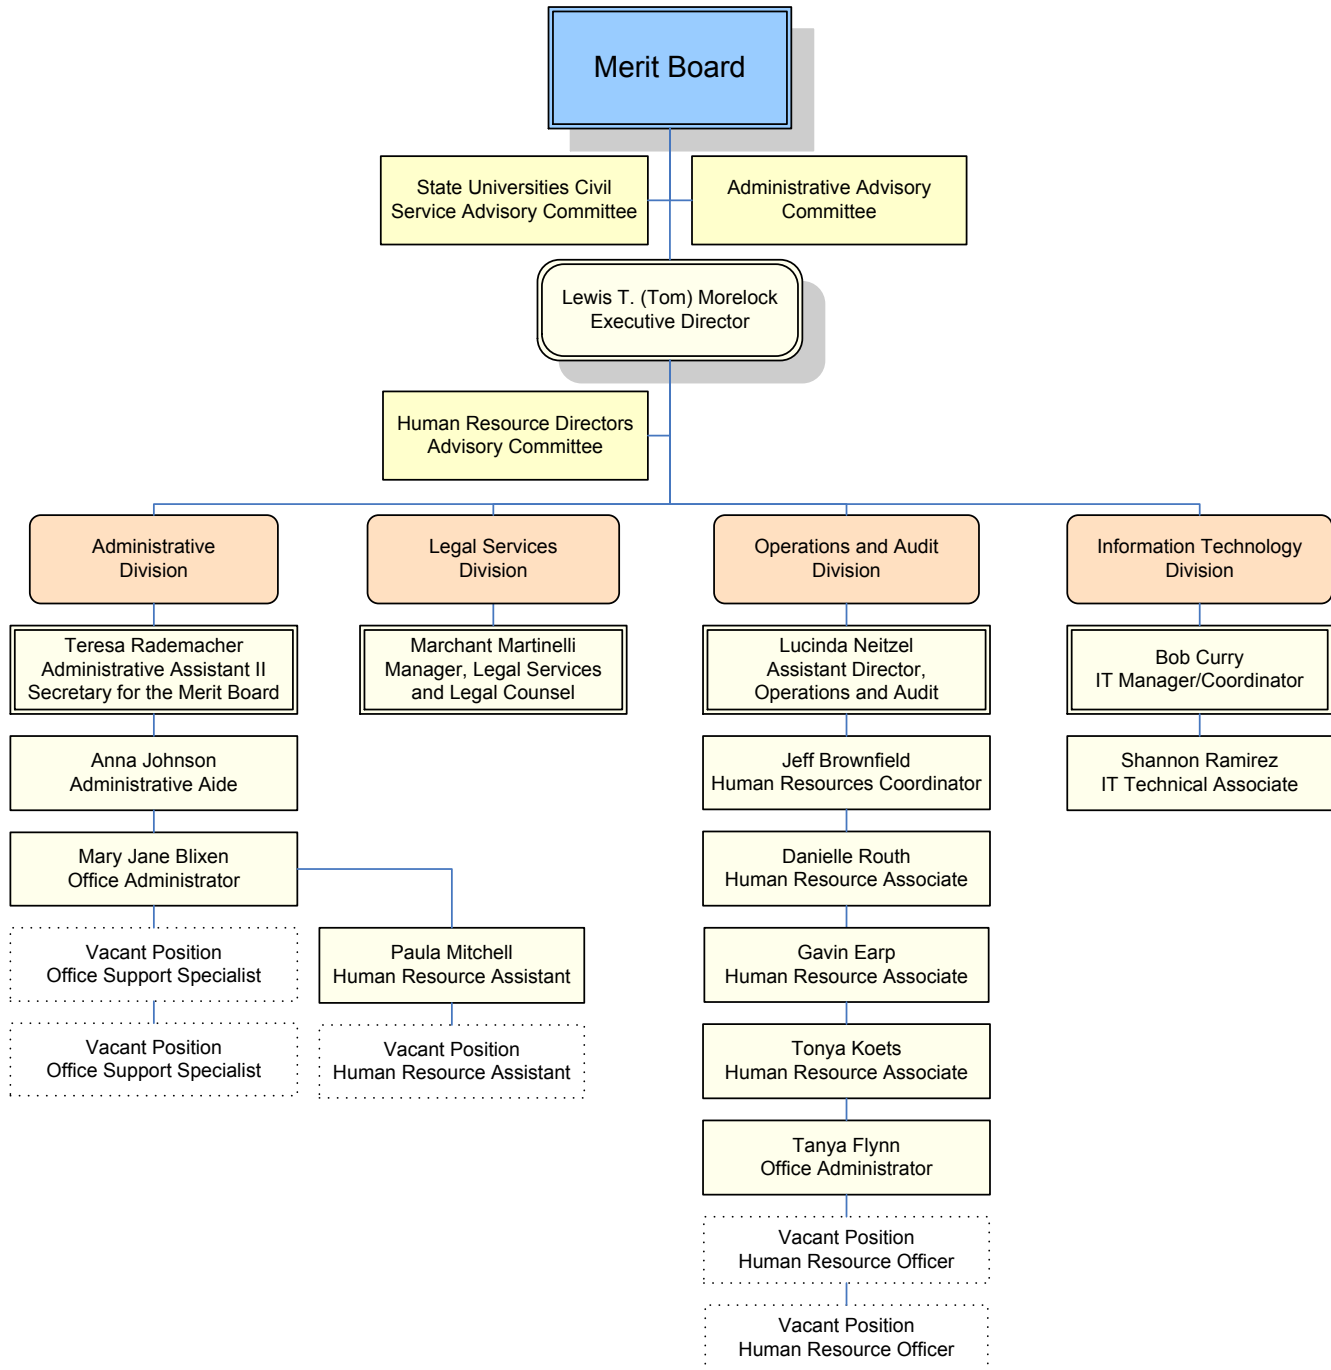 Merit Board
State Universities Civil
Service Advisory Committee
Administrative Advisory
Committee
Lewis T. (Tom) Morelock
Executive Director
Human Resource Directors
Advisory Committee
Administrative
Division
Legal Services
Division
Operations and Audit
Division
Information Technology
Division
Teresa Rademacher
Administrative Assistant II
Secretary for the Merit Board
Marchant Martinelli
Manager, Legal Services
and Legal Counsel
Lucinda Neitzel
Assistant Director,
Operations and Audit
Bob Curry
IT Manager/Coordinator
Anna Johnson
Administrative Aide
Jeff Brownfield
Human Resources Coordinator
Shannon Ramirez
IT Technical Associate
Mary Jane Blixen
Office Administrator
Danielle Routh
Human Resource Associate
Vacant Position
Office Support Specialist
Paula Mitchell
Human Resource Assistant
Gavin Earp
Human Resource Associate
Vacant Position
Office Support Specialist
Vacant Position
Human Resource Assistant
Tonya Koets
Human Resource Associate
Tanya Flynn
Office Administrator
Vacant Position
Human Resource Officer
Vacant Position
Human Resource Officer